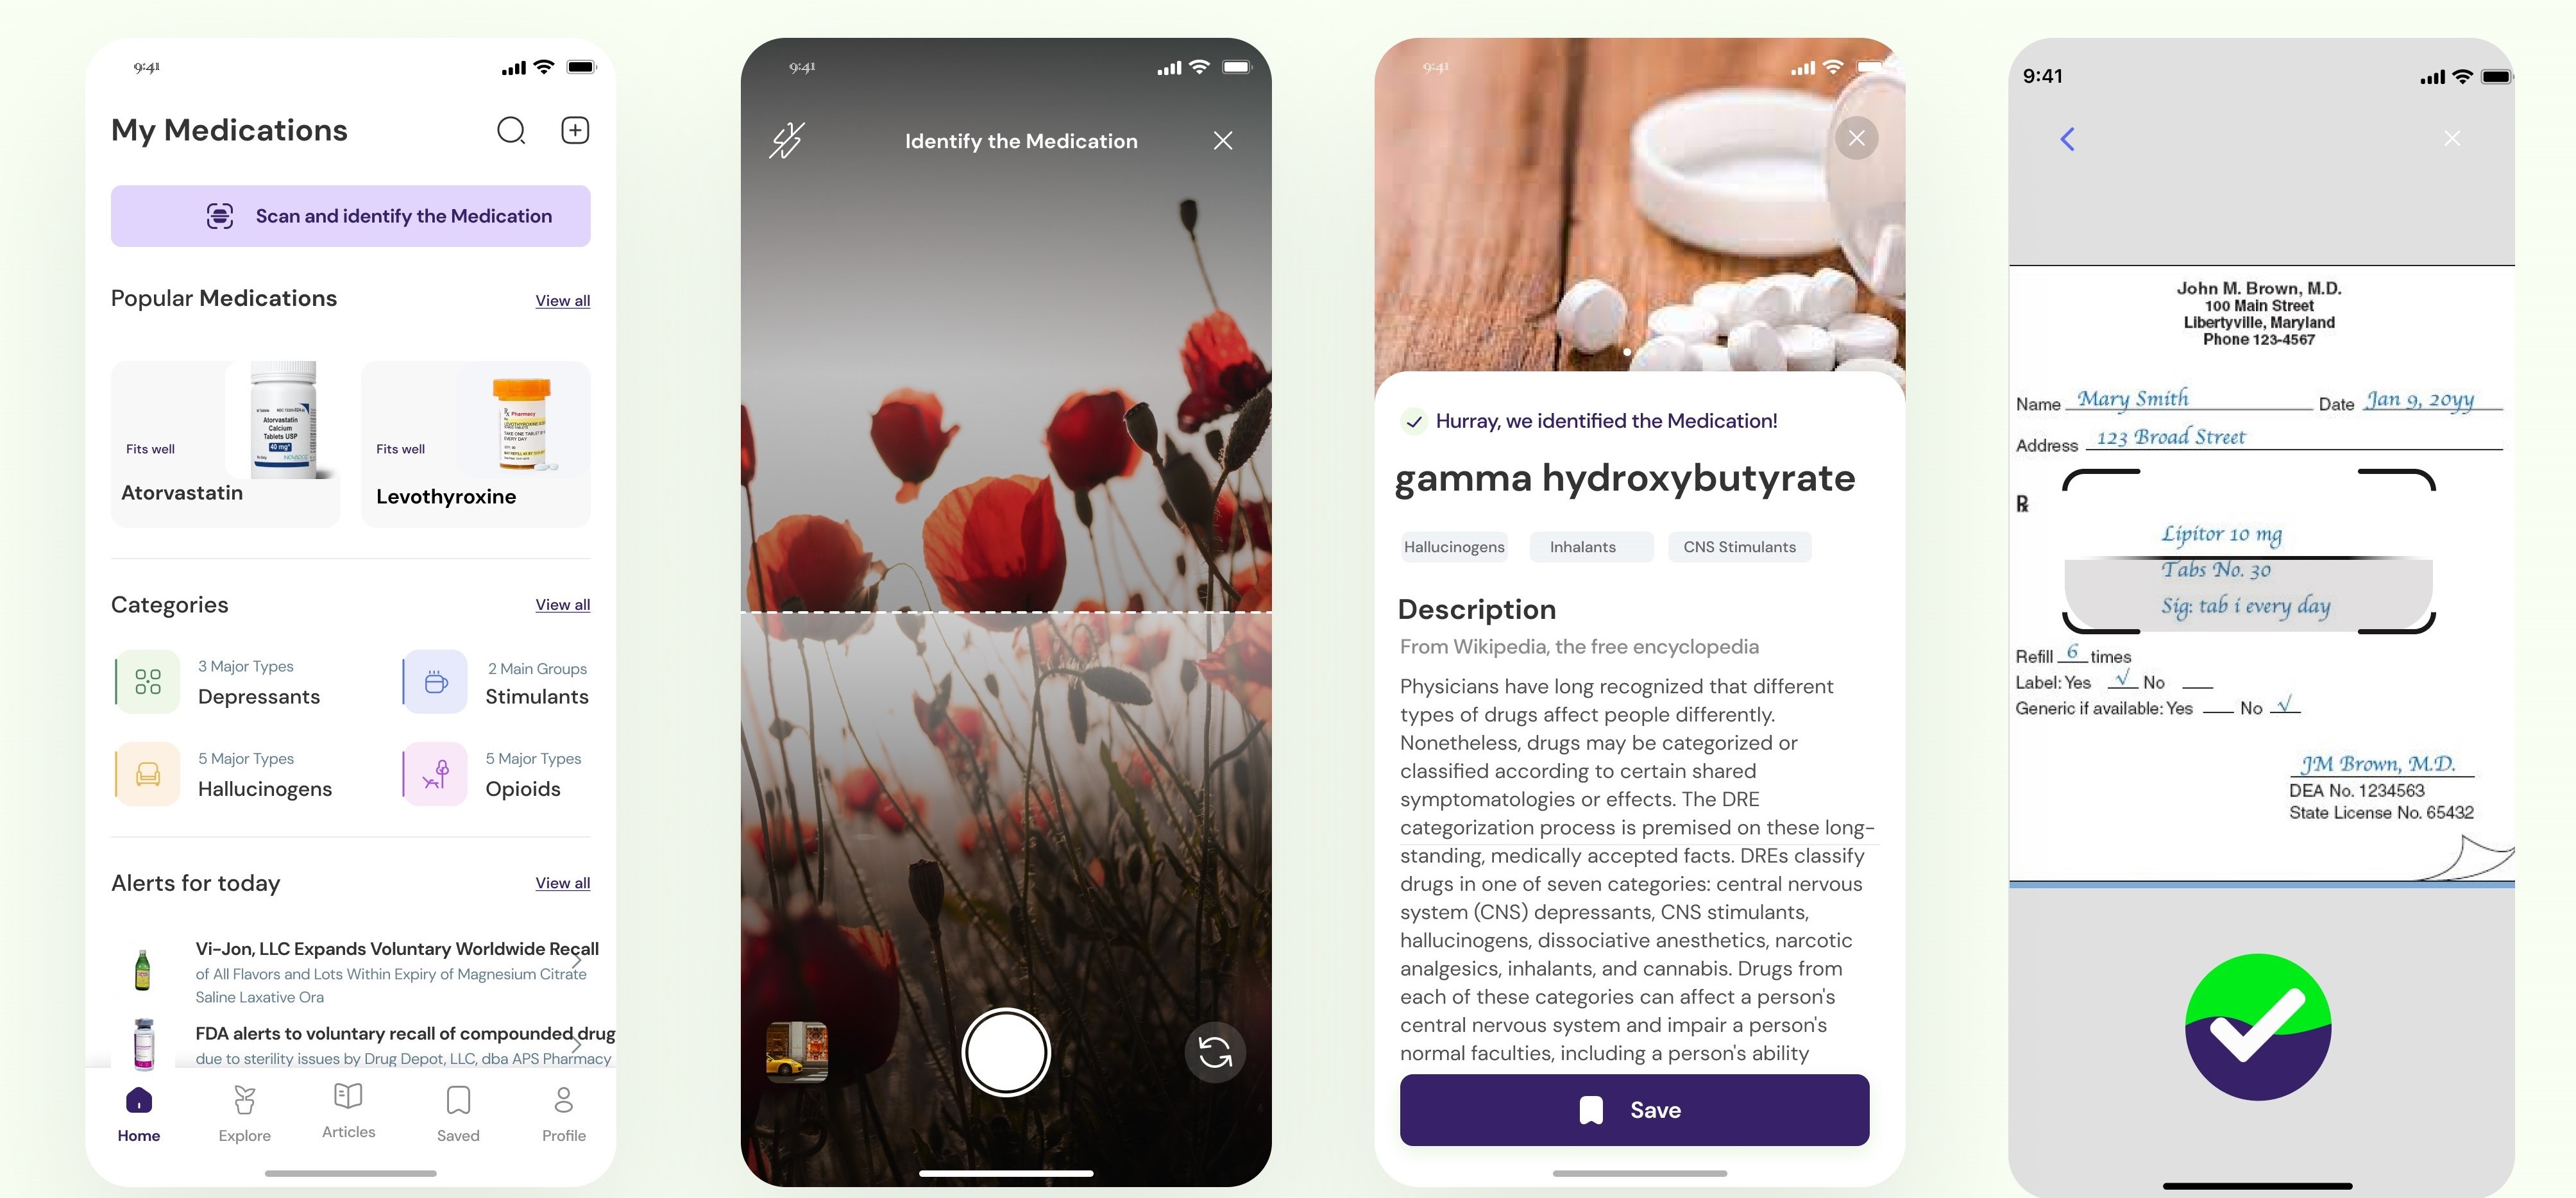 9:41
My Medications
Scan and identify the Medication
Popular Medications
View all
Atorvastatin
Calcium
Tablets USP
40 mg*
Fits well
Atorvastatin
Rx Pharmacy
TAKE ONE TABLET
EVERY DAY
Fits well
Levothyroxine
Categories
View all
3 Major Types
Depressants
2 Main Groups
Stimulants
5 Major Types
Hallucinogens
5 Major Types
Opioids
Alerts for today
View all
Vi-Jon, LLC Expands Voluntary Worldwide Recall
of All Flavors and Lots Within Expiry of Magnesium Citrate
Saline Laxative Ora
FDA alerts to voluntary recall of compounded drug
due to sterility issues by Drug Depot, LLC, dba APS Pharmacy
Home
Explore
Articles
Saved
Profile
9:41
Identify the Medication
9:41
Hurray, we identified the Medication!
gamma hydroxybutyrate
Hallucinogens
Inhalants
CNS Stimulants
Description
From Wikipedia, the free encyclopedia
Physicians have long recognized that different
types of drugs affect people differently.
Nonetheless, drugs may be categorized or
classified according to certain shared
symptomatologies or effects. The DRE
categorization process is premised on these long-
standing, medically accepted facts. DREs classify
drugs in one of seven categories: central nervous
system (CNS) depressants, CNS stimulants,
hallucinogens, dissociative anesthetics, narcotic
analgesics, inhalants, and cannabis. Drugs from
each of these categories can affect a person's
central nervous system and impair a person's
normal faculties, including a person's ability
Save
9:41
John M. Brown, M.D.
100 Main Street
Libertyville, Maryland
Phone 123-4567
Name Mary Smith Date Jan 9, 20yy
Address 123 Broad Street
℞
Lipitor 10 mg
Tabs No. 30
Sig: tab i every day
Refill 6 times
Label: Yes √ No
Generic if available: Yes No √
JM Brown, M.D.
DEA No. 1234563
State License No. 65432